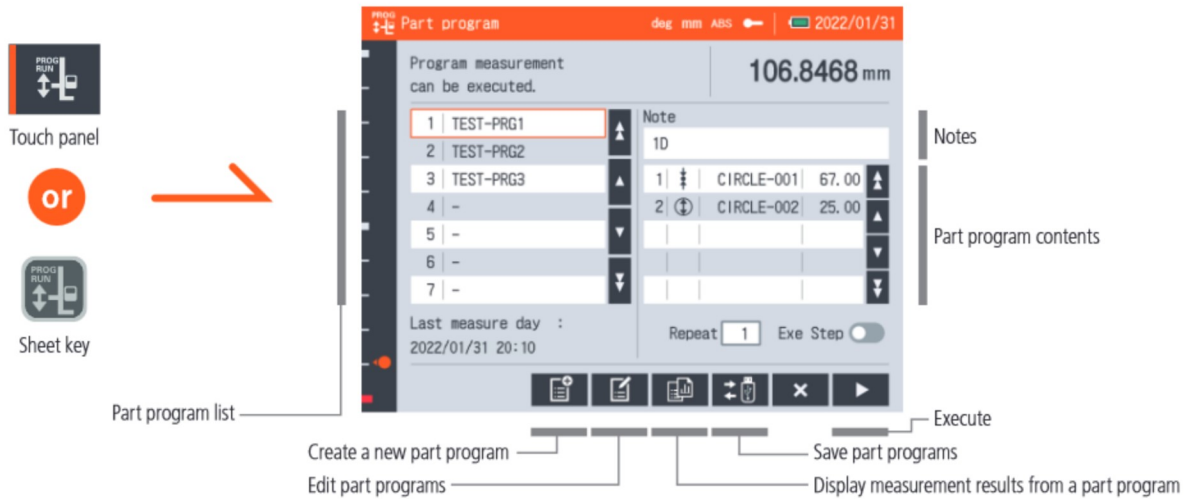 PROG
Part program deg mm ABS 2022/01/31
PROG
RUN
Touch panel
or
PROG
RUN
Sheet key
Program measurement
can be executed.
106.8468 mm
1 TEST-PRG1
2 TEST-PRG2
3 TEST-PRG3
4 -
5 -
6 -
7 -
Last measure day :
2022/01/31 20:10
Note
1D
1 CIRCLE-001 67.00
2 CIRCLE-002 25.00
Repeat 1 Exe Step
Notes
Part program contents
Part program list
Execute
Create a new part program
Save part programs
Edit part programs
Display measurement results from a part program